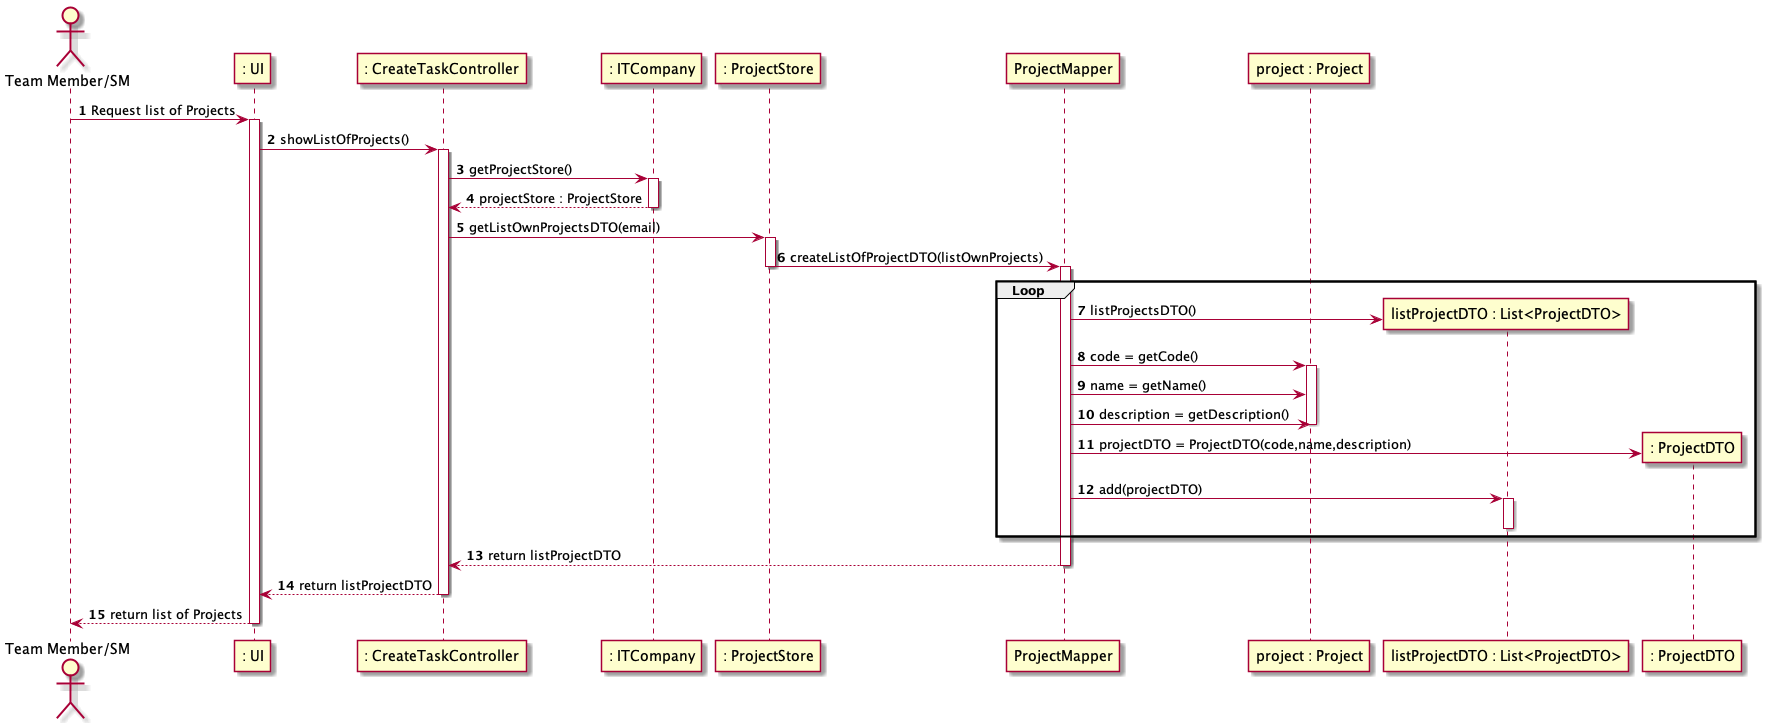 Team Member/SM
: UI
: CreateTaskController
: ITCompany
: ProjectStore
ProjectMapper
project : Project
1 Request list of Projects
2 showListOfProjects()
3 getProjectStore()
4 projectStore : ProjectStore
5 getListOwnProjectsDTO(email)
6 createListOfProjectDTO(listOwnProjects)
Loop
7 listProjectsDTO()
listProjectDTO : List<ProjectDTO>
8 code = getCode()
9 name = getName()
10 description = getDescription()
11 projectDTO = ProjectDTO(code,name,description)
: ProjectDTO
12 add(projectDTO)
13 return listProjectDTO
14 return listProjectDTO
15 return list of Projects
Team Member/SM
: UI
: CreateTaskController
: ITCompany
: ProjectStore
ProjectMapper
project : Project
listProjectDTO : List<ProjectDTO>
: ProjectDTO